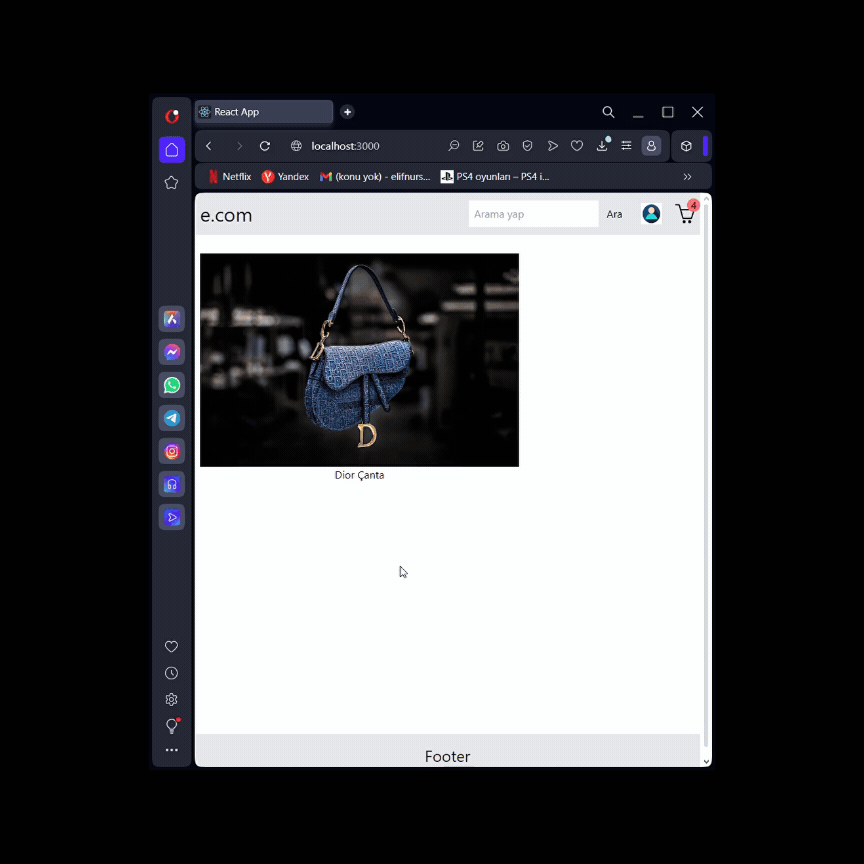 React App
localhost:3000
Netflix
Yandex
(konu yok) - elifnurs...
PS4 oyunları – PS4 i...
e.com
Arama yap
Ara
4
D
Dior Çanta
Footer